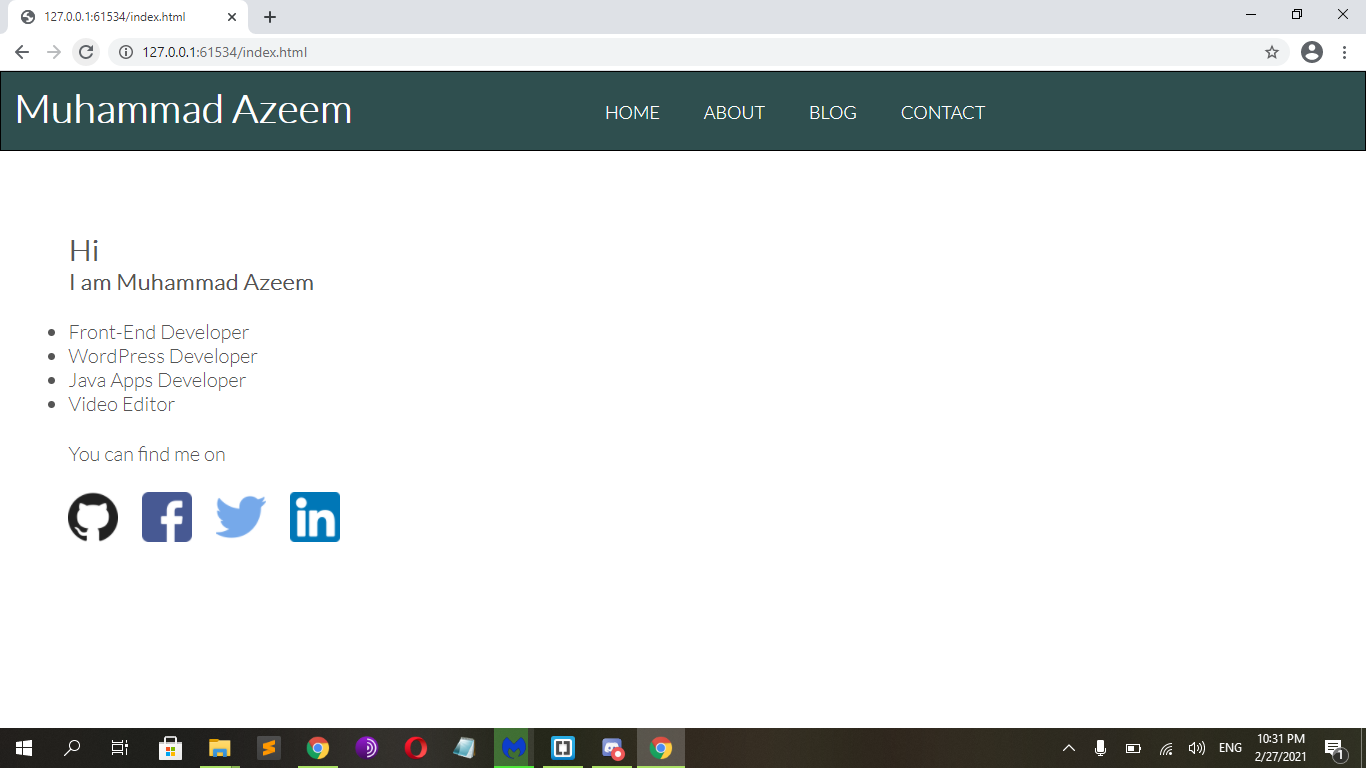 127.0.0.1:61534/index.html
127.0.0.1:61534/index.html
Muhammad Azeem
HOME ABOUT BLOG CONTACT
Hi
I am Muhammad Azeem
Front-End Developer
WordPress Developer
Java Apps Developer
Video Editor
You can find me on
ENG
10:31 PM
2/27/2021
1